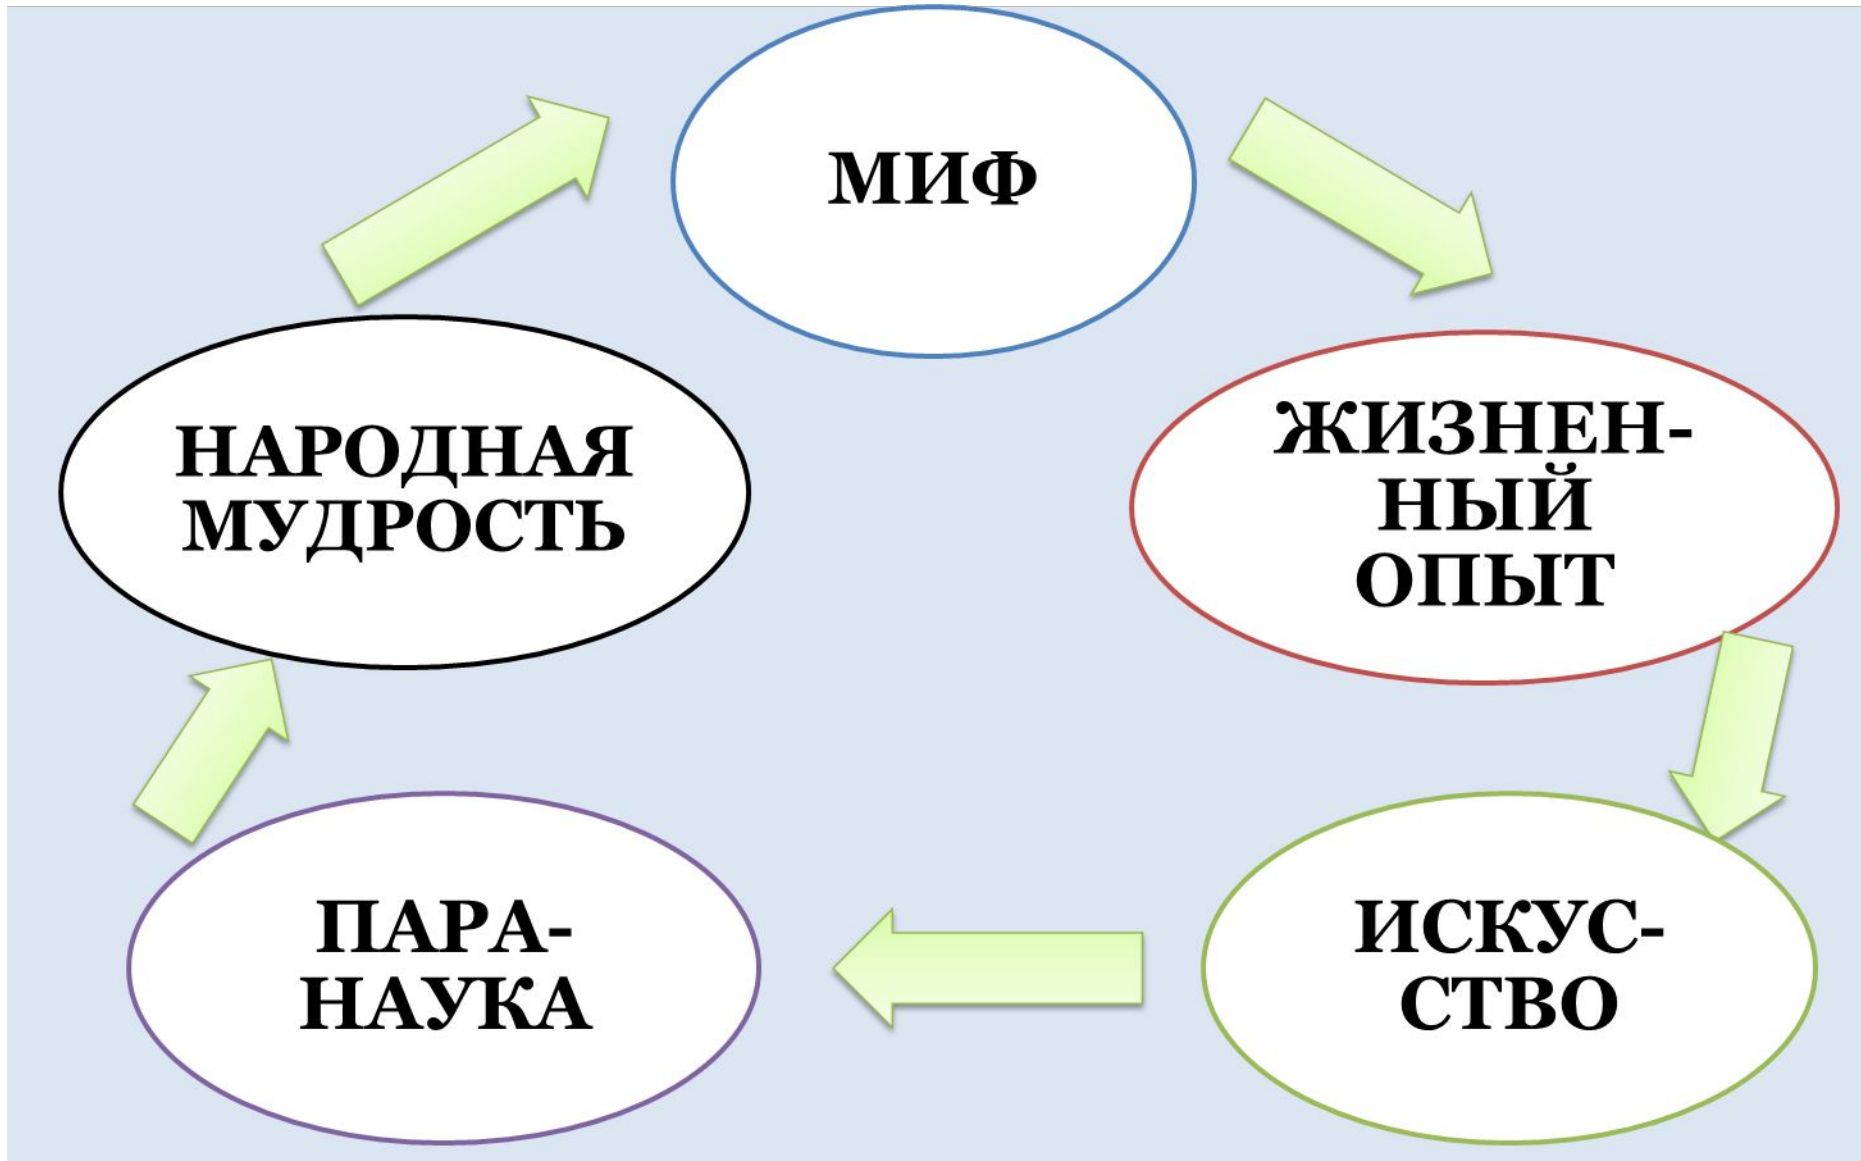 МИФ
ЖИЗНЕН-
НЫЙ
ОПЫТ
ИСКУС-
СТВО
ПАРА-
НАУКА
НАРОДНАЯ
МУДРОСТЬ